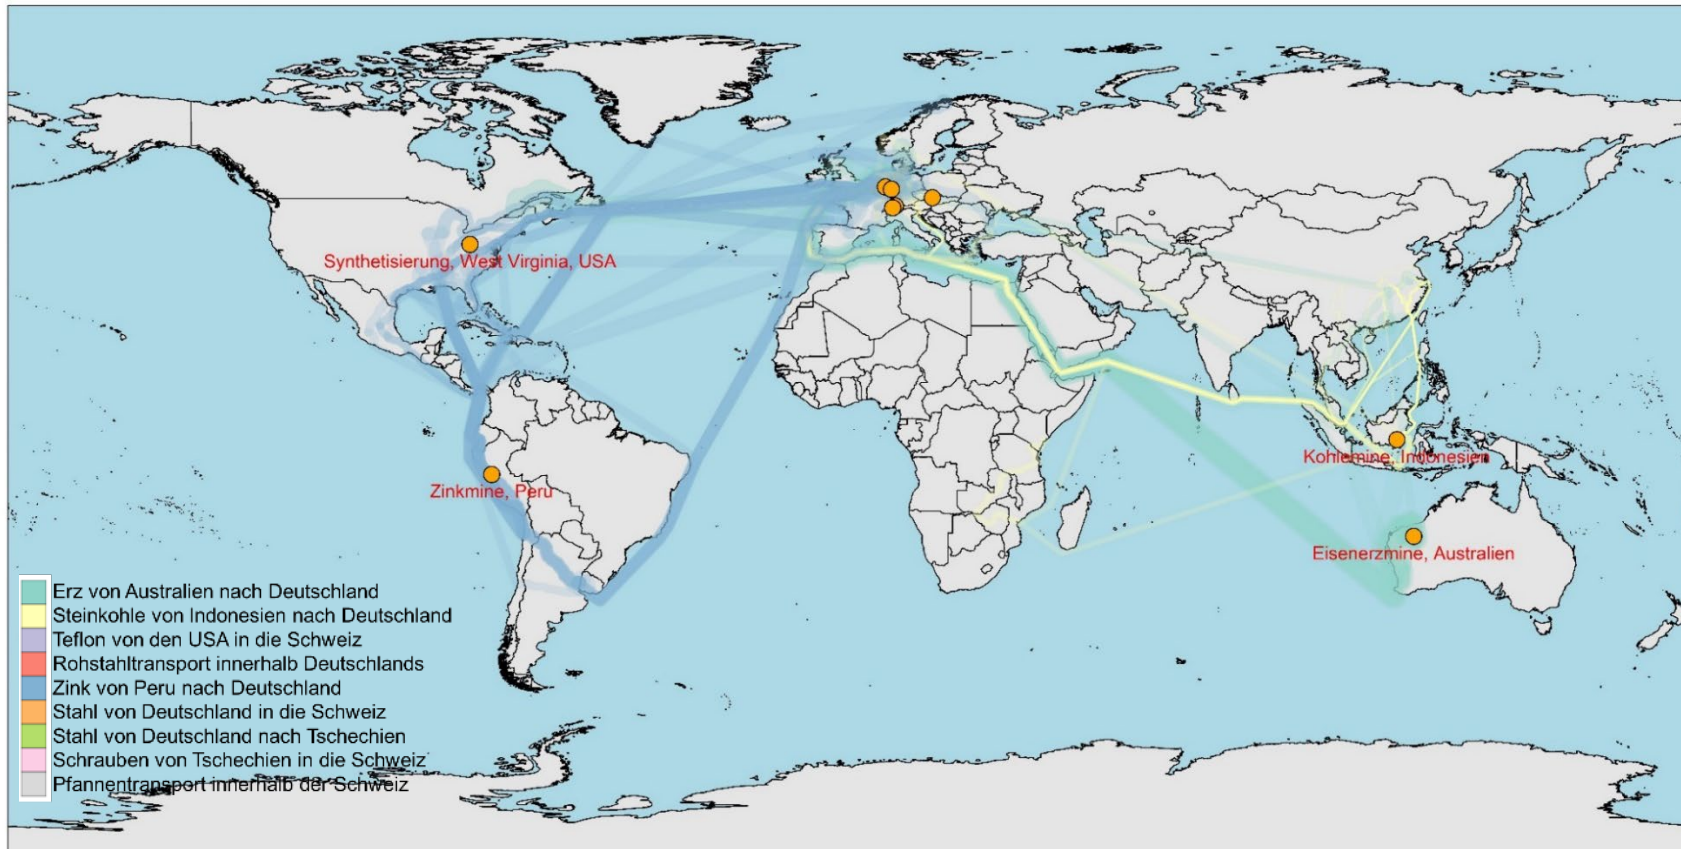 Synthetisierung, West Virginia, USA
Kohlemine, Indonesien
Zinkmine, Peru
Eisenerzmine, Australien
Erz von Australien nach Deutschland
Steinkohle von Indonesien nach Deutschland
Teflon von den USA in die Schweiz
Rohstahltransport innerhalb Deutschlands
Zink von Peru nach Deutschland
Stahl von Deutschland in die Schweiz
Stahl von Deutschland nach Tschechien
Schrauben von Tschechien in die Schweiz
Pfannentransport innerhalb der Schweiz